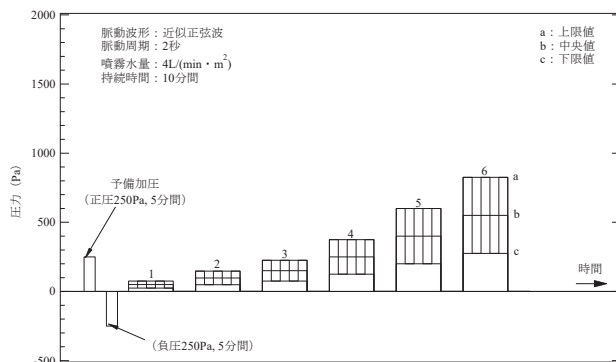 脈動波形：近似正弦波
脈動周期：2秒
噴霧水量：4L/(min・m²)
持続時間：10分間
a：上限値
b：中央値
c：下限値
2000
1500
1000
500
0
-500
圧力（Pa）
予備加圧
（正圧250Pa, 5分間）
（負圧250Pa, 5分間）
1
2
3
4
5
6
a
b
c
時間